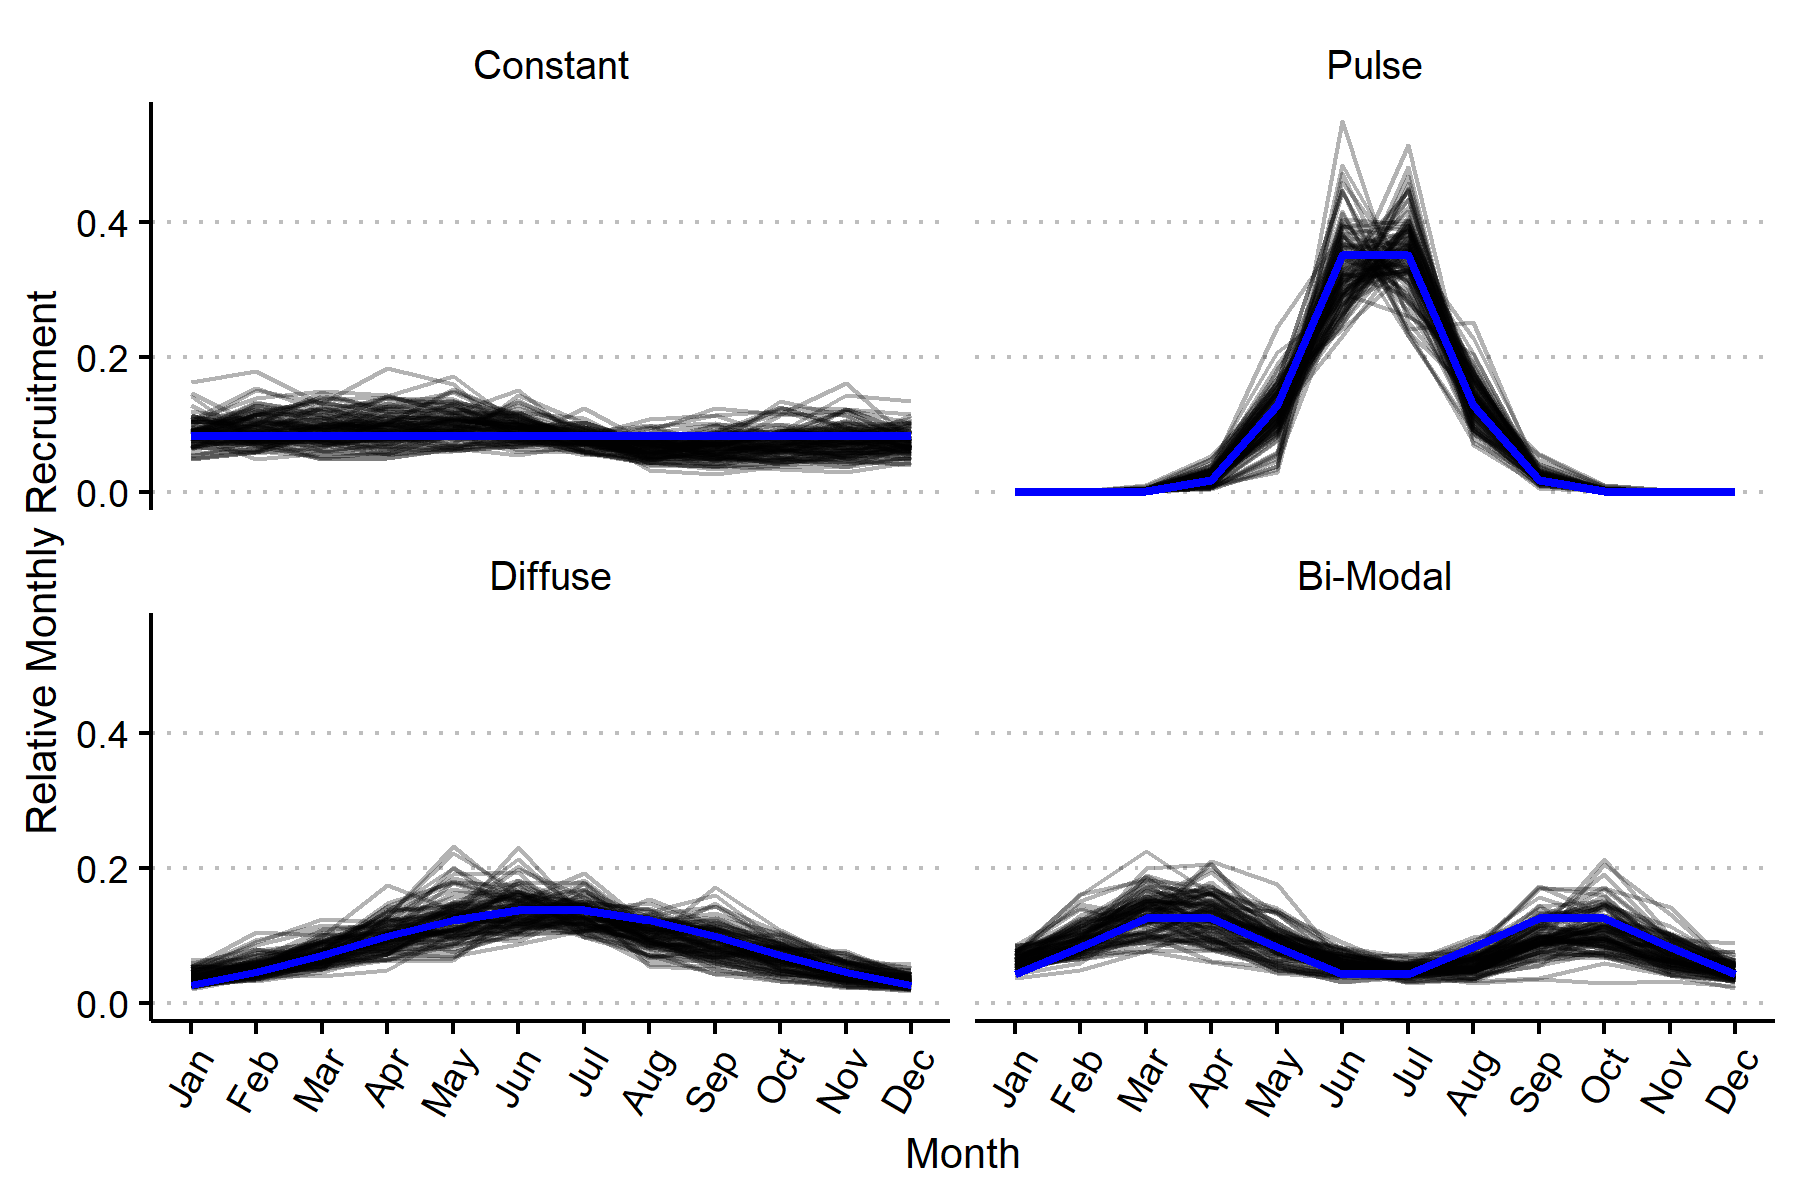 Constant
Pulse
0.4
0.2
0.0
Diffuse
Bi-Modal
0.4
0.2
0.0
Relative Monthly Recruitment
Jan Feb Mar Apr May Jun Jul Aug Sep Oct Nov Dec
Jan Feb Mar Apr May Jun Jul Aug Sep Oct Nov Dec
Month